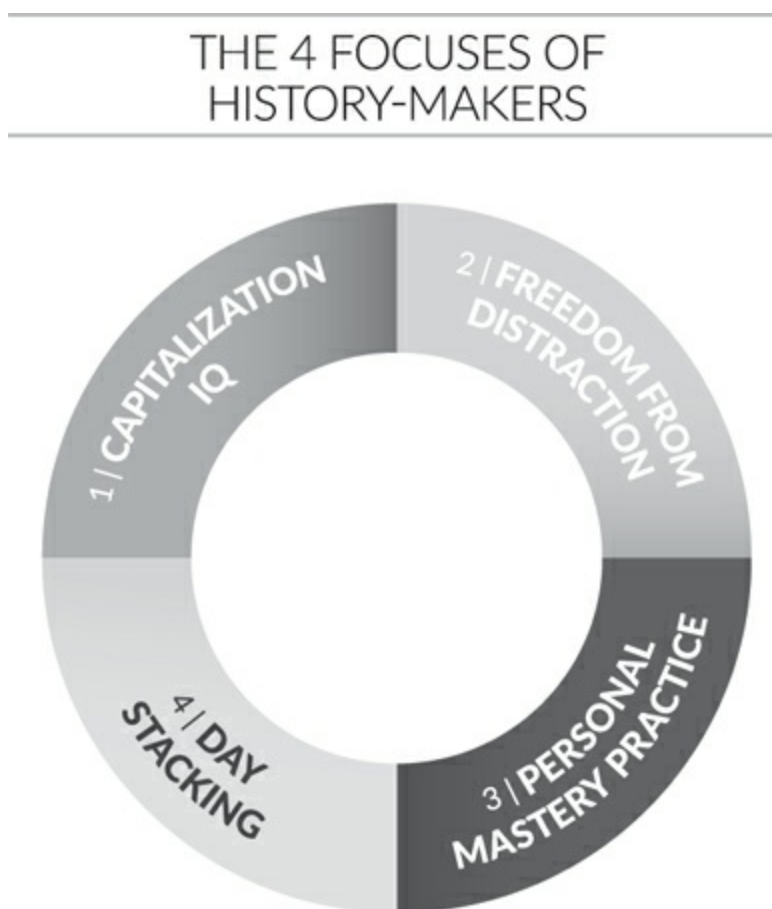 THE 4 FOCUSES OF
HISTORY-MAKERS
1 | CAPITALIZATION
IQ
2 | FREEDOM FROM
DISTRACTION
3 | PERSONAL
MASTERY PRACTICE
4 | DAY
STACKING